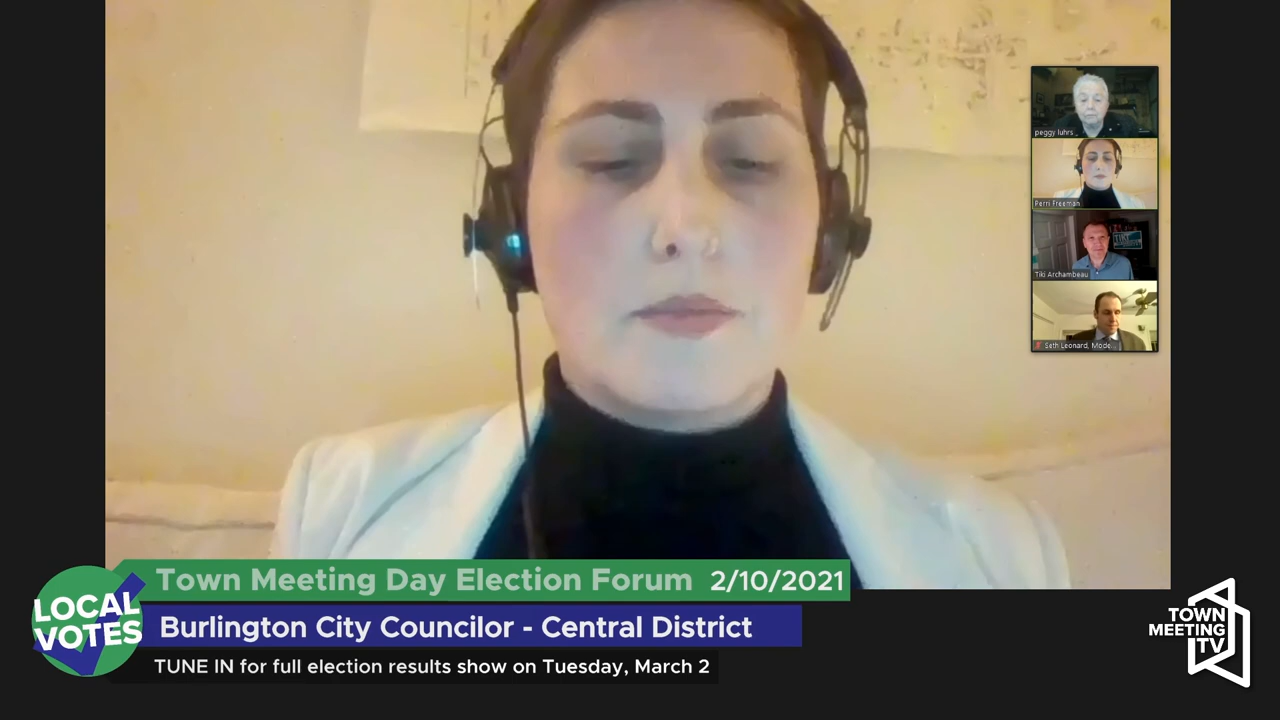 peggy luhrs
Perri Freeman
Tiki Archambeau
Seth Leonard, Mode...
Town Meeting Day Election Forum 2/10/2021
LOCAL VOTES
Burlington City Councilor - Central District
TUNE IN for full election results show on Tuesday, March 2
TOWN
MEETING
TV